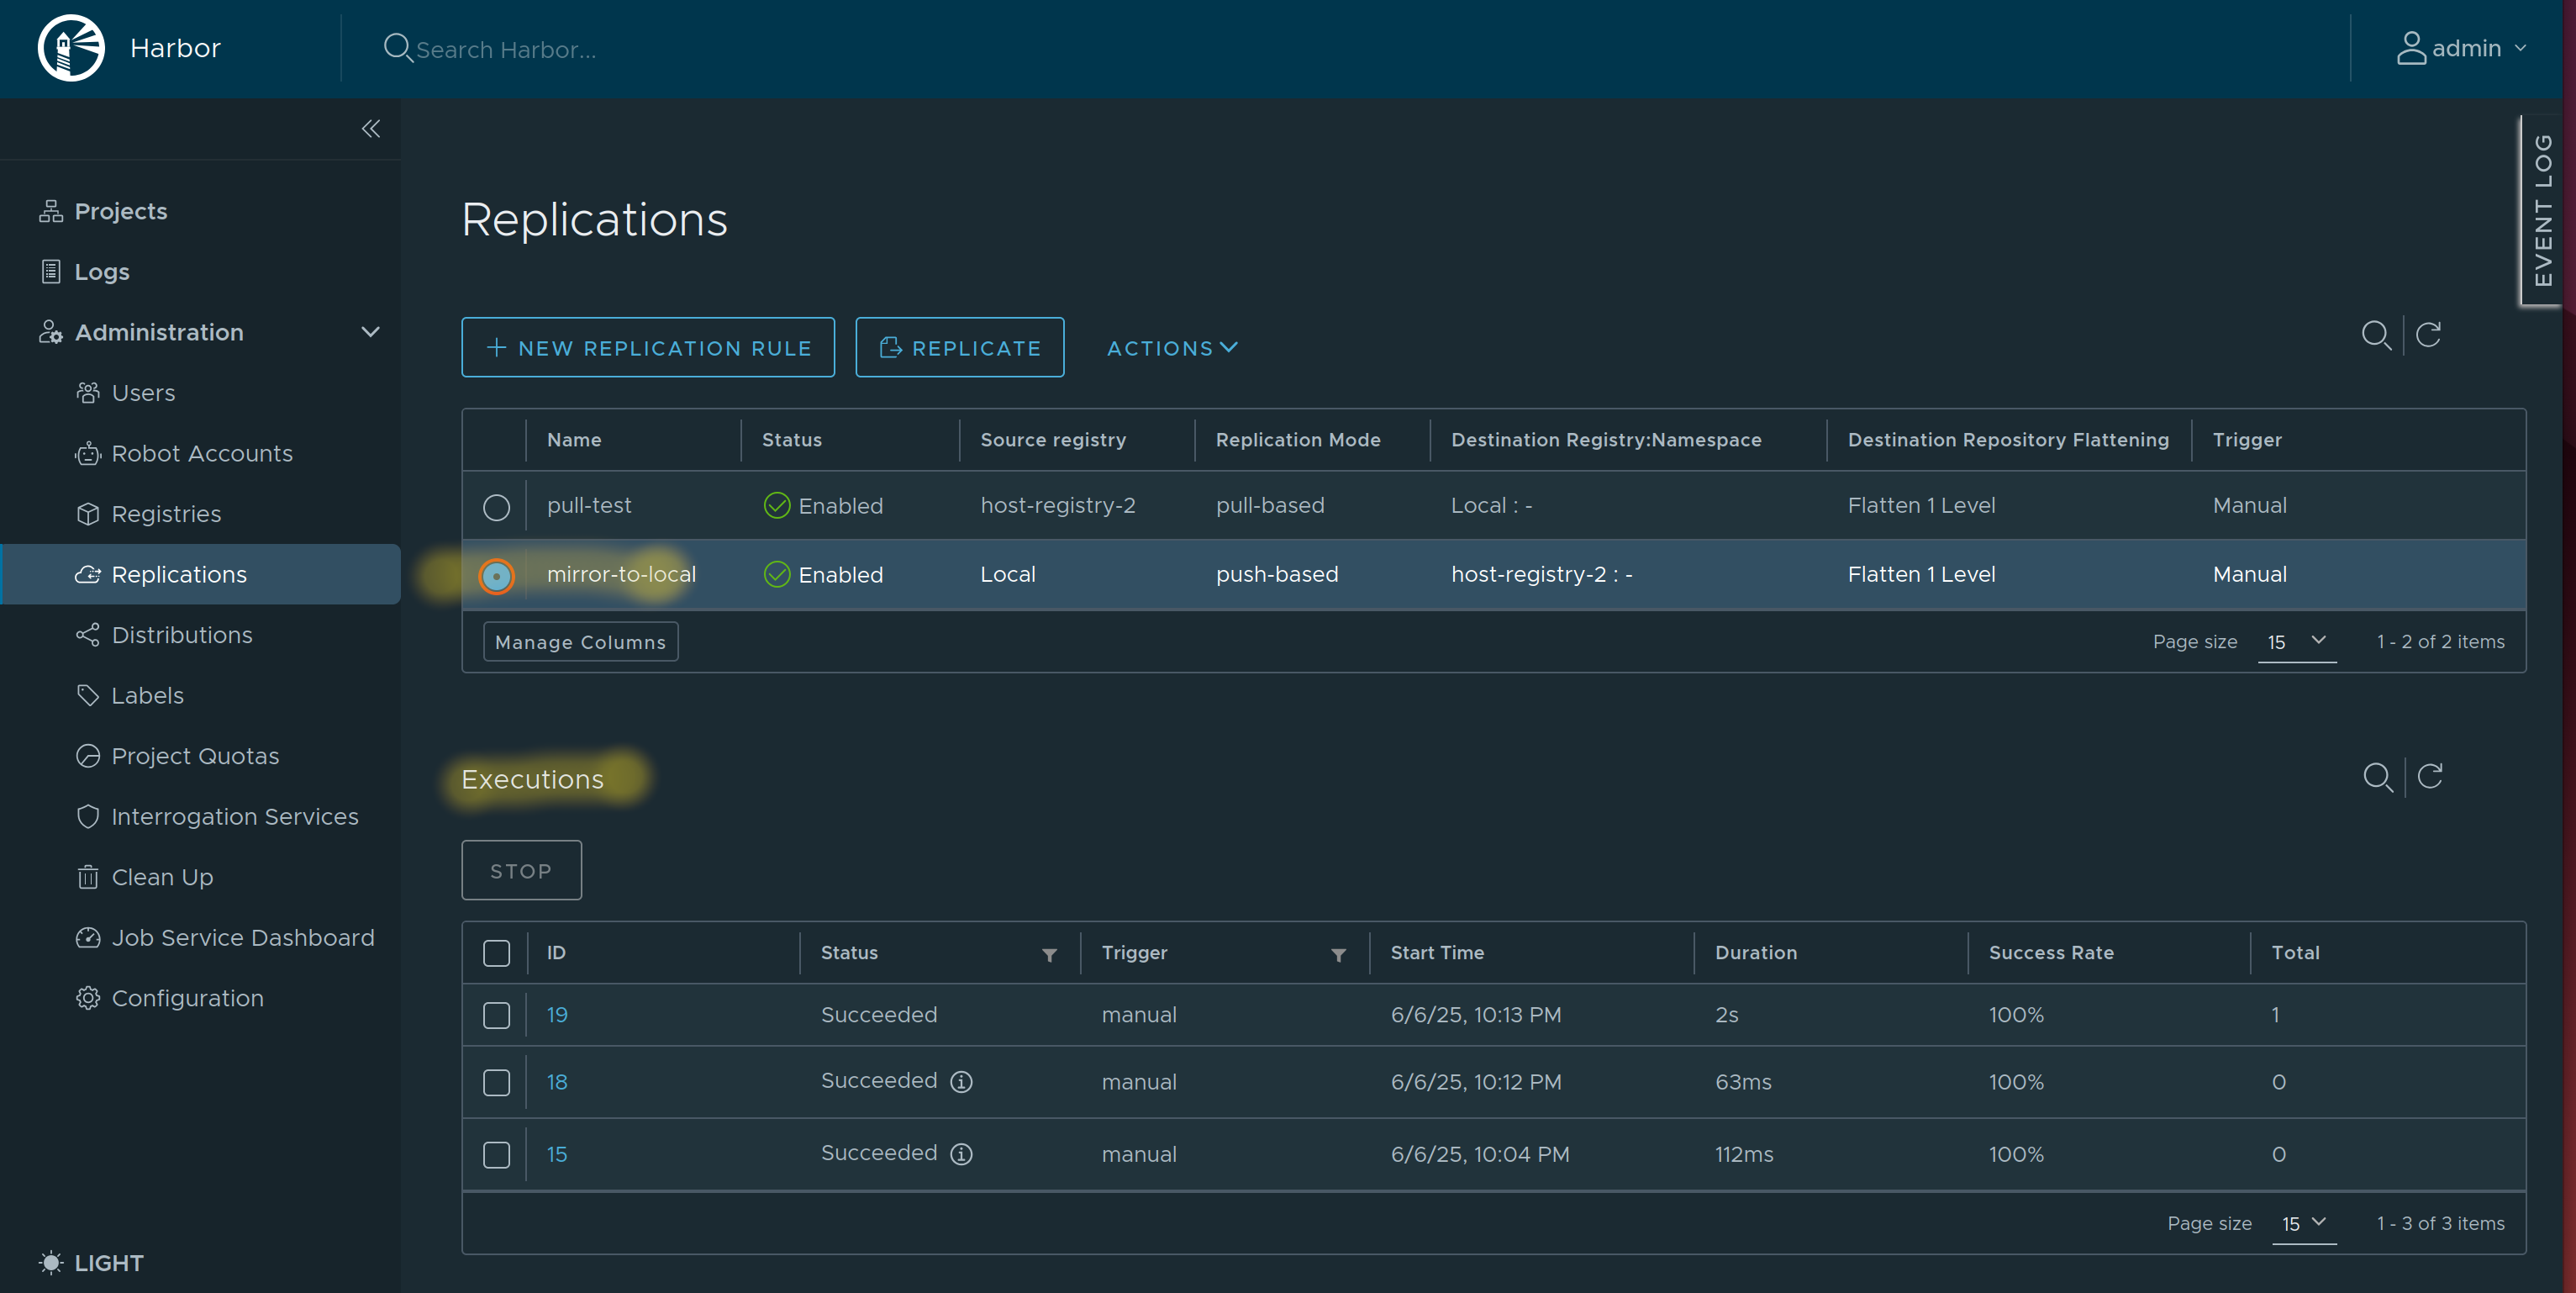 Harbor
Search Harbor...
admin
EVENT LOG
Projects
Logs
Administration
Users
Robot Accounts
Registries
Replications
Distributions
Labels
Project Quotas
Interrogation Services
Clean Up
Job Service Dashboard
Configuration
LIGHT
Replications
NEW REPLICATION RULE REPLICATE ACTIONS
Name Status Source registry Replication Mode Destination Registry:Namespace Destination Repository Flattening Trigger
pull-test Enabled host-registry-2 pull-based Local : - Flatten 1 Level Manual
mirror-to-local Enabled Local push-based host-registry-2 : - Flatten 1 Level Manual
Manage Columns Page size 15 1 - 2 of 2 items
Executions
STOP
ID Status Trigger Start Time Duration Success Rate Total
19 Succeeded manual 6/6/25, 10:13 PM 2s 100% 1
18 Succeeded manual 6/6/25, 10:12 PM 63ms 100% 0
15 Succeeded manual 6/6/25, 10:04 PM 112ms 100% 0
Page size 15 1 - 3 of 3 items